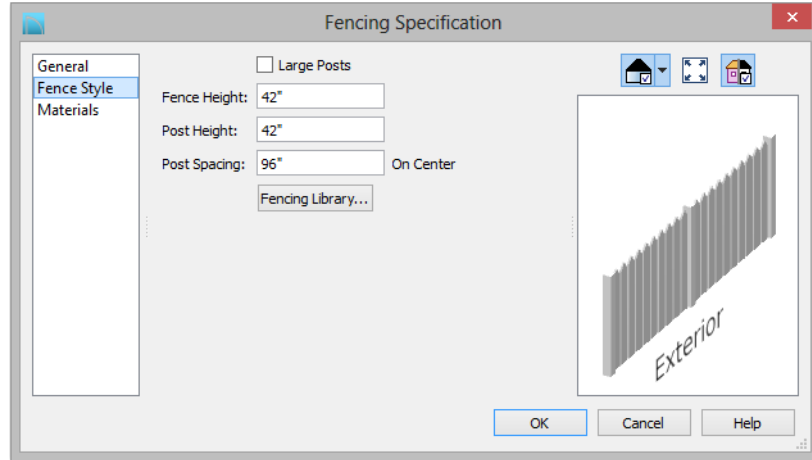 Fencing Specification
General
Fence Style
Materials
Large Posts
Fence Height: 42"
Post Height: 42"
Post Spacing: 96" On Center
Fencing Library...
Exterior
OK Cancel Help